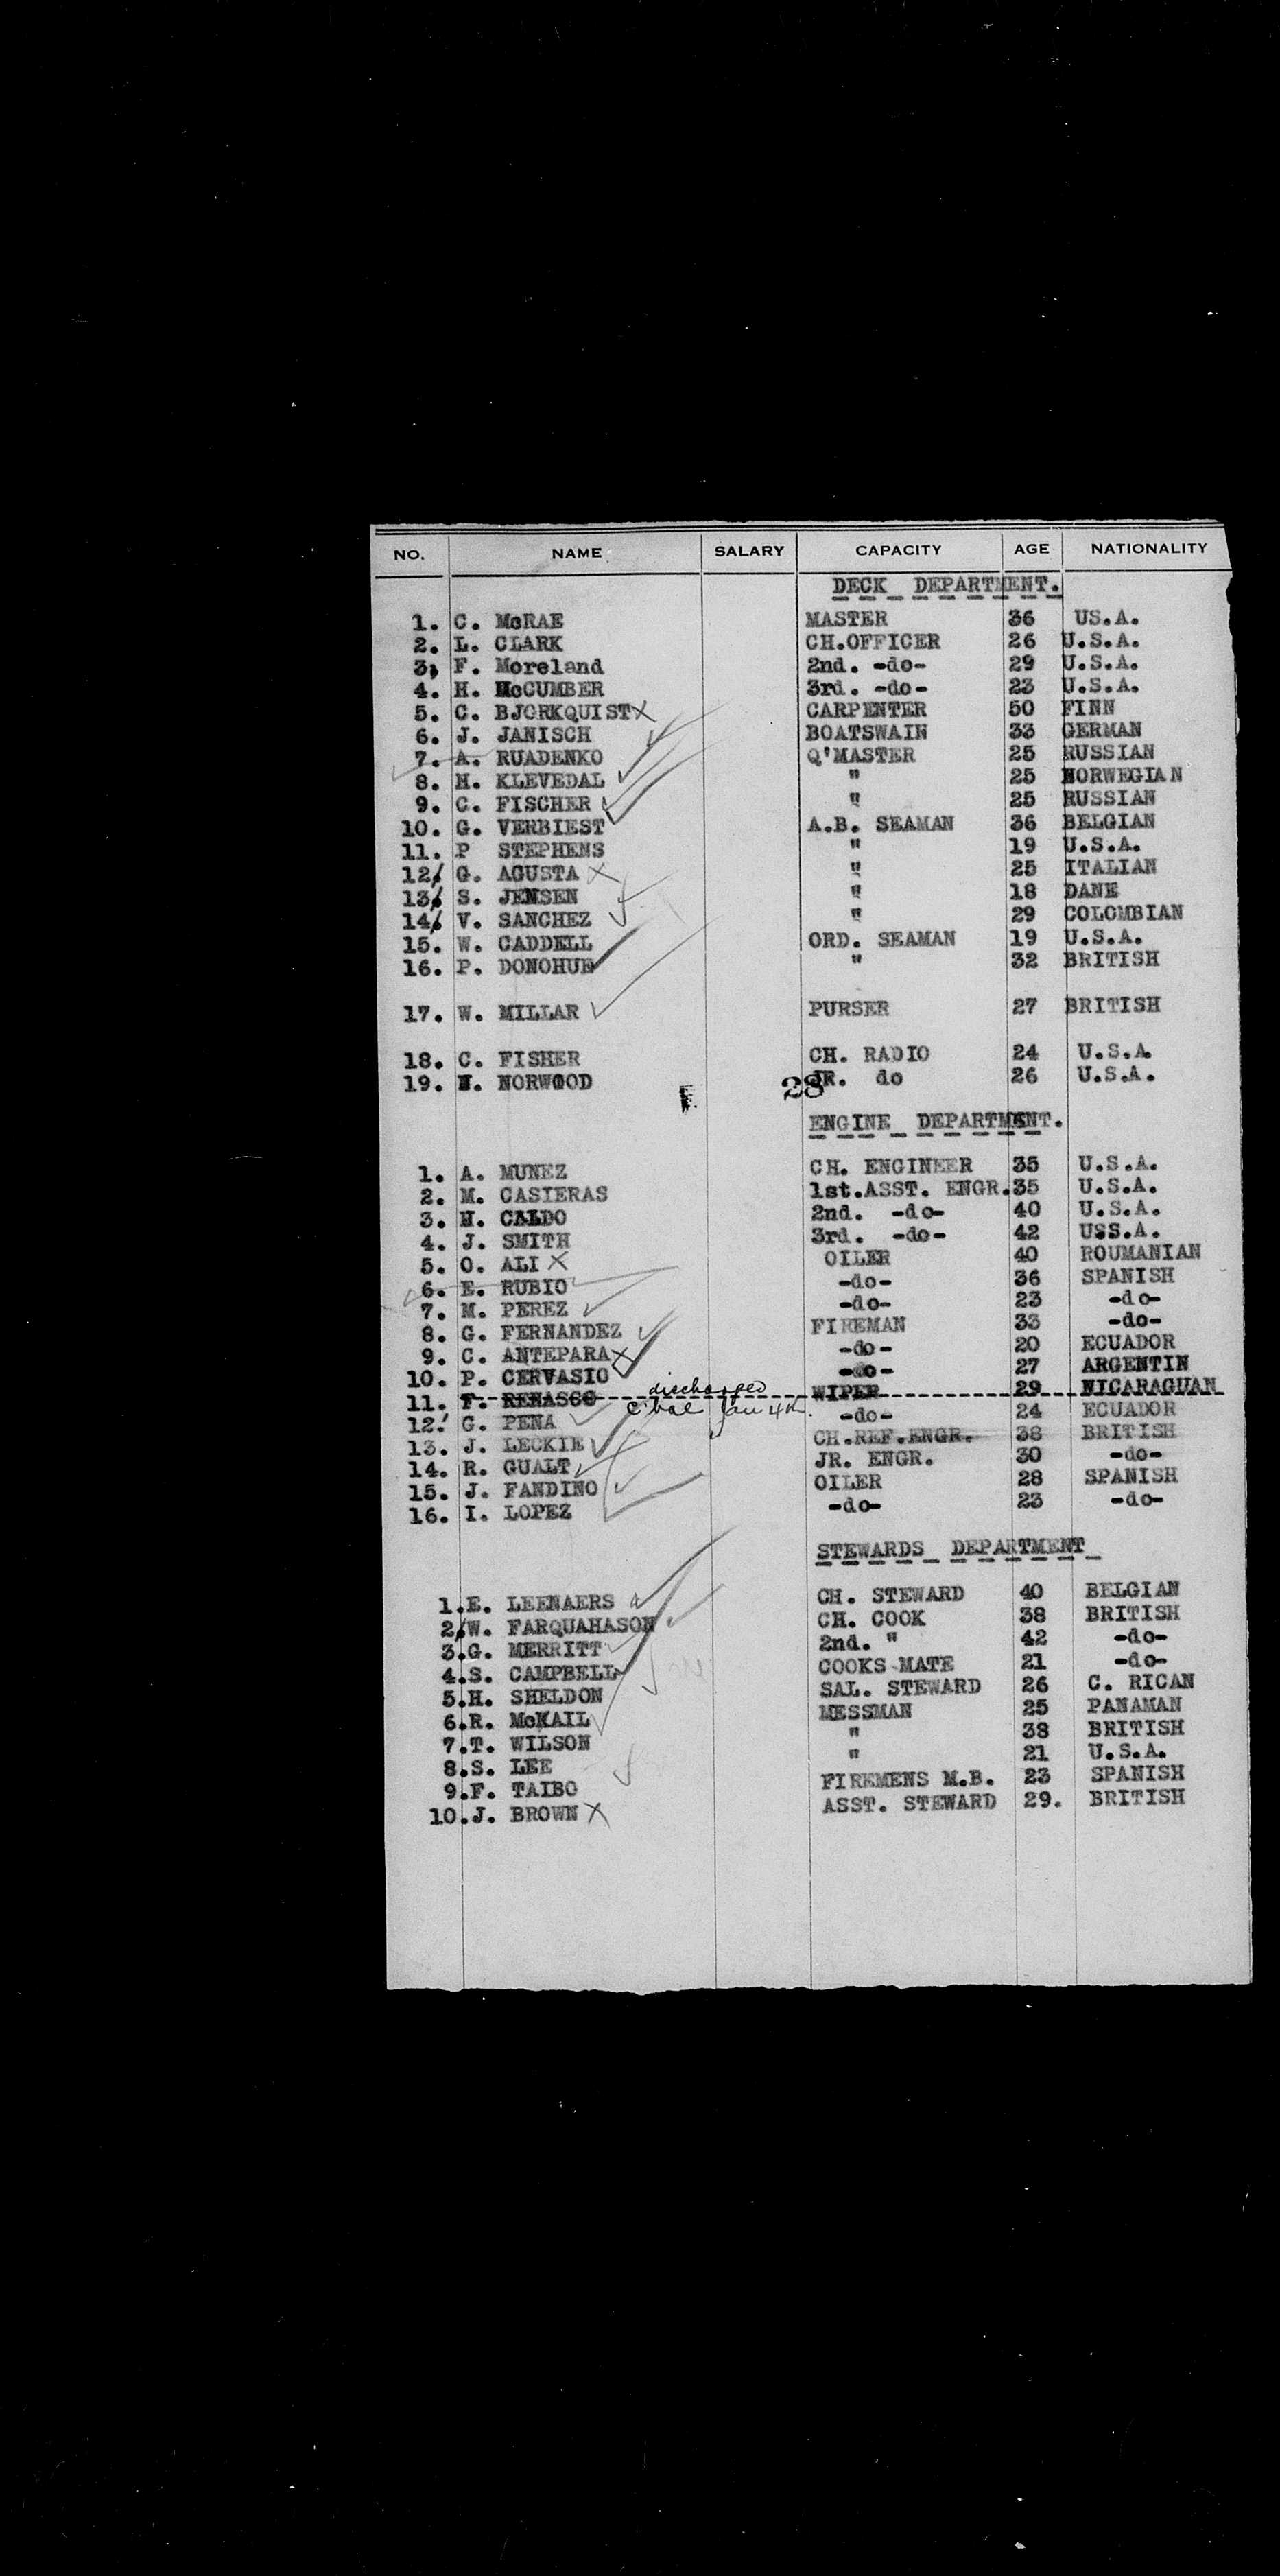 NO. NAME SALARY CAPACITY AGE NATIONALITY
DECK DEPARTMENT.
1. C. McRAE MASTER 36 US.A.
2. L. CLARK CH.OFFICER 26 U.S.A.
3. F. Moreland 2nd. -do- 29 U.S.A.
4. H. McCUMBER 3rd. -do- 23 U.S.A.
5. C. BJORKQUIST X CARPENTER 50 FINN
6. J. JANISCH BOATSWAIN 33 GERMAN
7. A. RUADENKO Q'MASTER 25 RUSSIAN
8. H. KLEVEDAL " 25 NORWEGIAN
9. C. FISCHER " 25 RUSSIAN
10. G. VERBIEST A.B. SEAMAN 36 BELGIAN
11. P STEPHENS " 19 U.S.A.
12. G. AGUSTA X " 25 ITALIAN
13. S. JENSEN " 18 DANE
14. V. SANCHEZ " 29 COLOMBIAN
15. W. CADDELL ORD. SEAMAN 19 U.S.A.
16. P. DONOHUE " 32 BRITISH
17. W. MILLAR PURSER 27 BRITISH
18. C. FISHER CH. RADIO 24 U.S.A.
19. NORWOOD JR. do 26 U.S.A.
28
ENGINE DEPARTMENT.
1. A. MUNEZ CH. ENGINEER 35 U.S.A.
2. M. CASIERAS 1st.ASST. ENGR. 35 U.S.A.
3. H. CALDO 2nd. -do- 40 U.S.A.
4. J. SMITH 3rd. -do- 42 USS.A.
5. O. ALI X OILER 40 ROUMANIAN
6. E. RUBIO -do- 36 SPANISH
7. M. PEREZ -do- 23 -do-
8. G. FERNANDEZ FIREMAN 33 -do-
9. C. ANTEPARA X -do- 20 ECUADOR
10. P. CERVASIO -do- 27 ARGENTIN
discharged
11. F. RENASCO WIPER 29 NICARAGUAN
C'bal Jan 4th.
12. G. PENA -do- 24 ECUADOR
13. J. LECKIE CH.REF.ENGR. 38 BRITISH
14. R. GUALT JR. ENGR. 30 -do-
15. J. FANDINO OILER 28 SPANISH
16. I. LOPEZ -do- 23 -do-
STEWARDS DEPARTMENT
1. E. LEENAERS CH. STEWARD 40 BELGIAN
2. W. FARQUAHASON CH. COOK 38 BRITISH
3. G. MERRITT 2nd. " 42 -do-
4. S. CAMPBELL COOKS MATE 21 -do-
5. H. SHELDON SAL. STEWARD 26 C. RICAN
6. R. McKAIL MESSMAN 25 PANAMAN
7. T. WILSON " 38 BRITISH
8. S. LEE " 21 U.S.A.
9. F. TAIBO FIREMENS M.B. 23 SPANISH
10. J. BROWN X ASST. STEWARD 29. BRITISH